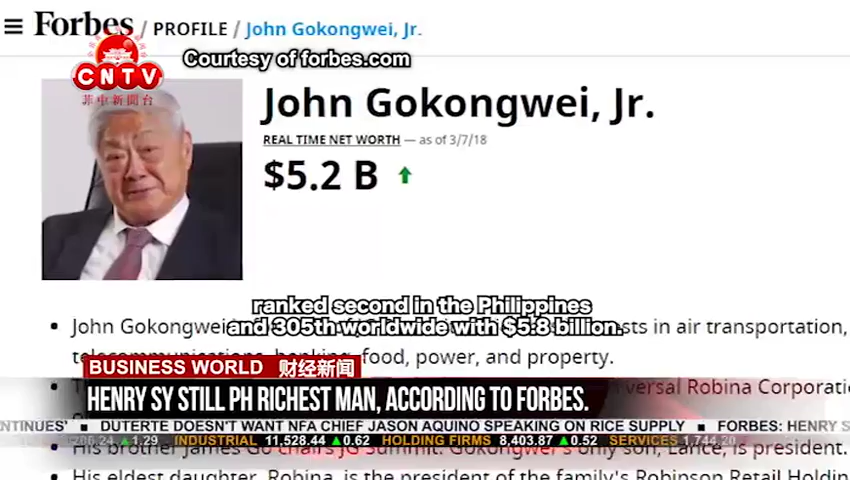 Forbes / PROFILE / John Gokongwei, Jr.
CNTV
菲中新聞台
Courtesy of forbes.com
John Gokongwei, Jr.
REAL TIME NET WORTH — as of 3/7/18
$5.2 B
ranked second in the Philippines
John Gokongwei sts in air transportation,
and 305th worldwide with $5.8 billion.
telecommunications, banking, food, power, and property.
BUSINESS WORLD 财经新闻
versal Robina Corporatio
HENRY SY STILL PH RICHEST MAN, ACCORDING TO FORBES.
NTINUES' ■ DUTERTE DOESN'T WANT NFA CHIEF JASON AQUINO SPEAKING ON RICE SUPPLY ■ FORBES: HENRY S
1.29 INDUSTRIAL 11,528.44 ▲0.62 HOLDING FIRMS 8,403.87 ▲0.52 SERVICES 1,744.20
His brother James Go chairs JG Summit. Gokongwei's only son, Lance, is president.
His eldest daughter, Robina, is the president of the family's Robinson Retail Holding